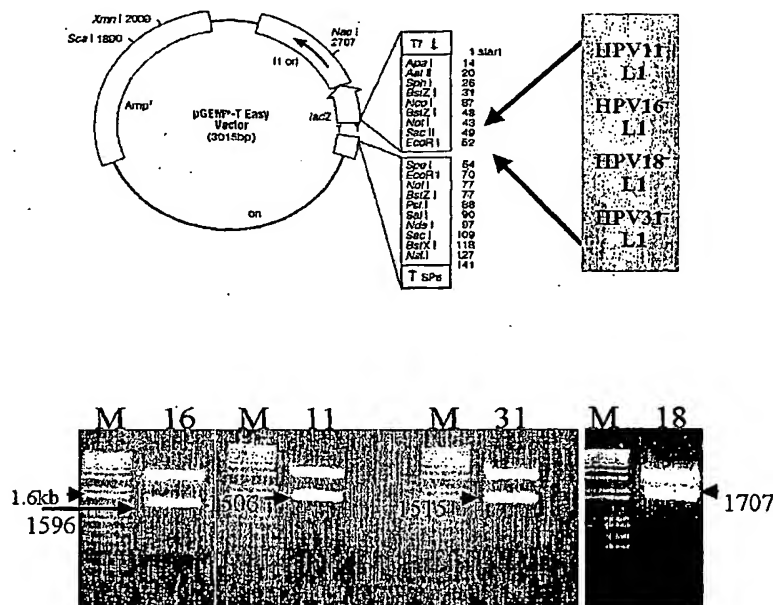 Xmn I 2009
Sca I 1890
Nae I
2707
f1 ori
Ampʳ
pGEM®-T Easy
Vector
(3015bp)
lacZ
ori
T7
1 start
Apa I 14
Aat II 20
Sph I 26
BstZ I 31
Nco I 37
BstZ I 43
Not I 43
Sac II 49
EcoR I 52
Spe I 64
EcoR I 70
Not I 77
BstZ I 77
Pst I 88
Sal I 90
Nde I 97
Sac I 109
BstX I 118
Nsi I 127
141
SP6
HPV11
L1
HPV16
L1
HPV18
L1
HPV31
L1
M 16 M 11 M 31 M 18
1.6kb
1596
506
1515
1707